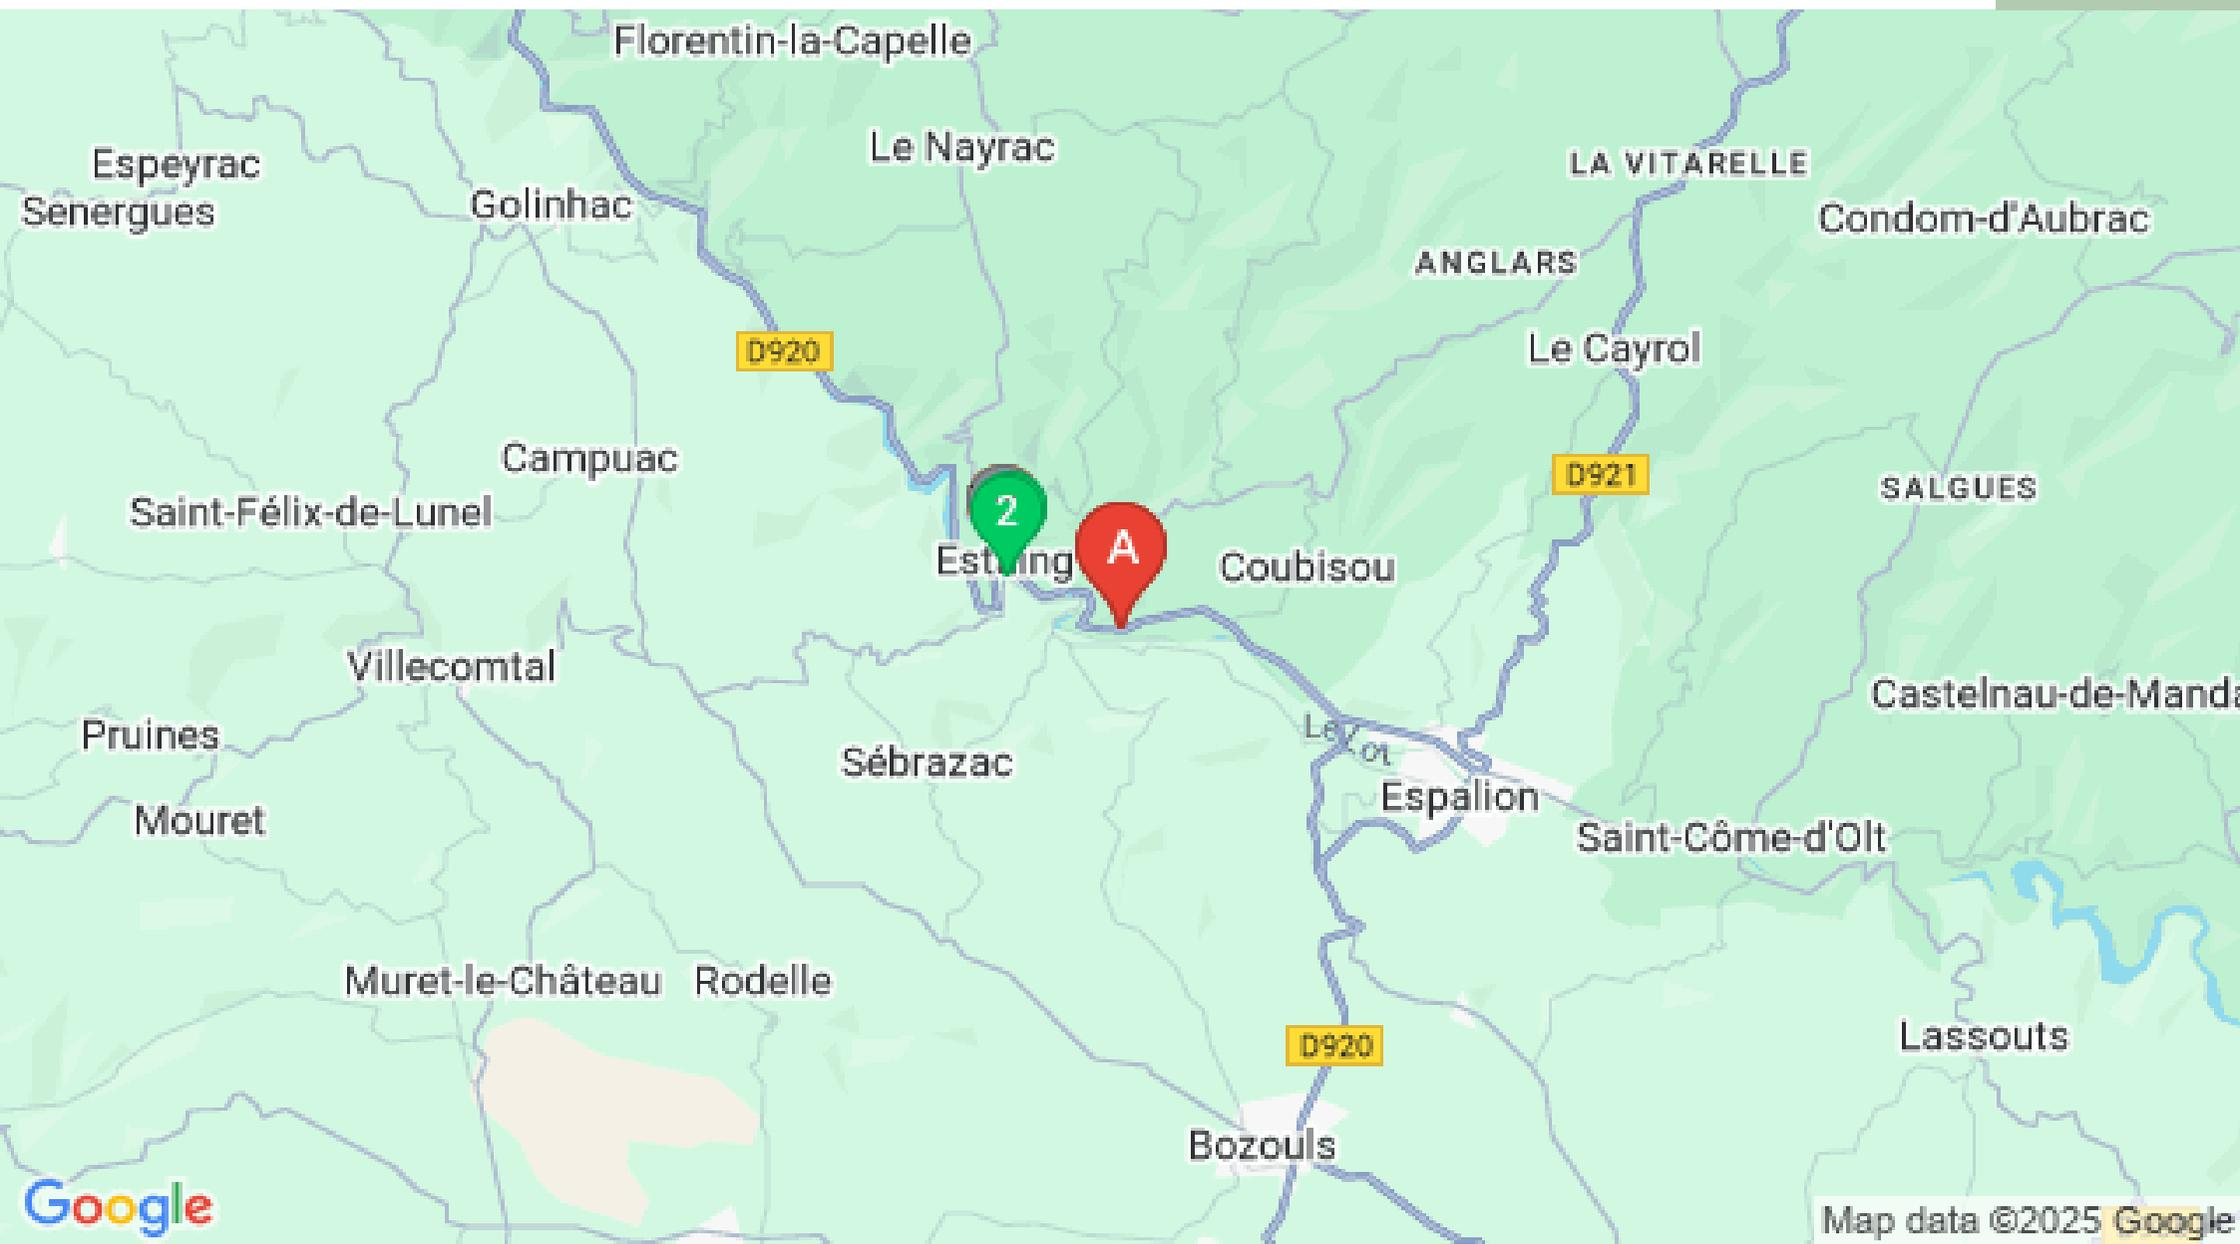 Florentin-la-Capelle
Le Nayrac
Espeyrac
LA VITARELLE
Senergues
Golinhac
Condom-d'Aubrac
ANGLARS
D920
Le Cayrol
Campuac
D921
SALGUES
Saint-Félix-de-Lunel
2
A
Coubisou
Villecomtal
Castelnau-de-Manda
Pruines
Le Lot
Sébrazac
Espalion
Mouret
Saint-Côme-d'Olt
Muret-le-Château
Rodelle
Lassouts
D920
Bozouls
Google
Map data ©2025 Google